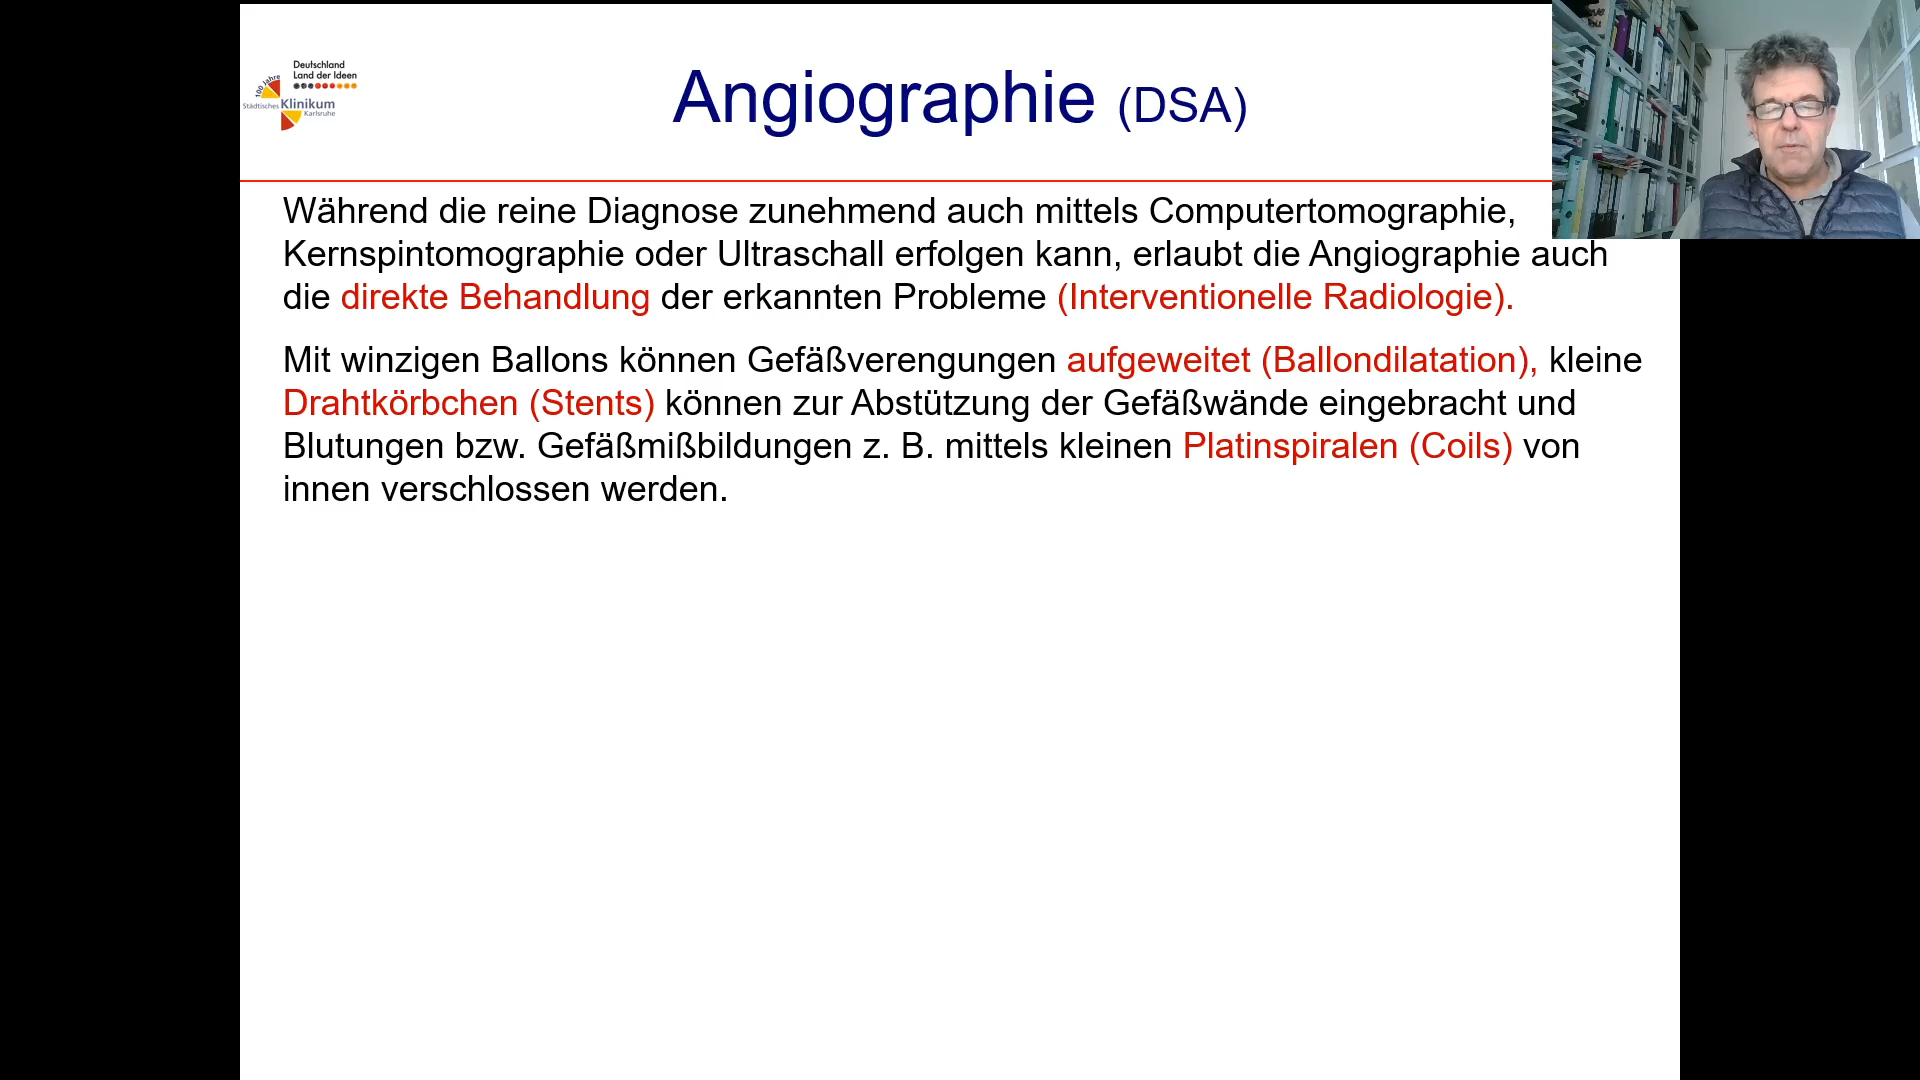 Deutschland
Land der Ideen
100 Jahre
Städtisches Klinikum
Karlsruhe
Angiographie (DSA)
Während die reine Diagnose zunehmend auch mittels Computertomographie,
Kernspintomographie oder Ultraschall erfolgen kann, erlaubt die Angiographie auch
die direkte Behandlung der erkannten Probleme (Interventionelle Radiologie).
Mit winzigen Ballons können Gefäßverengungen aufgeweitet (Ballondilatation), kleine
Drahtkörbchen (Stents) können zur Abstützung der Gefäßwände eingebracht und
Blutungen bzw. Gefäßmißbildungen z. B. mittels kleinen Platinspiralen (Coils) von
innen verschlossen werden.